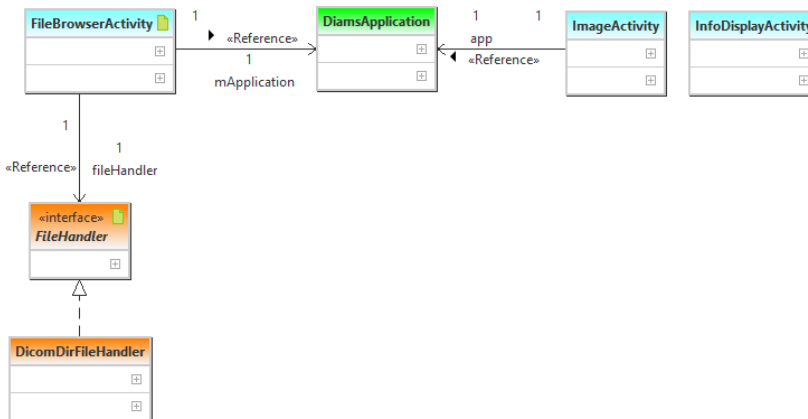 FileBrowserActivity
1
«Reference»
1
mApplication
DiamsApplication
1
1
app
«Reference»
ImageActivity
InfoDisplayActivity
1
1
«Reference»
fileHandler
«interface»
FileHandler
DicomDirFileHandler